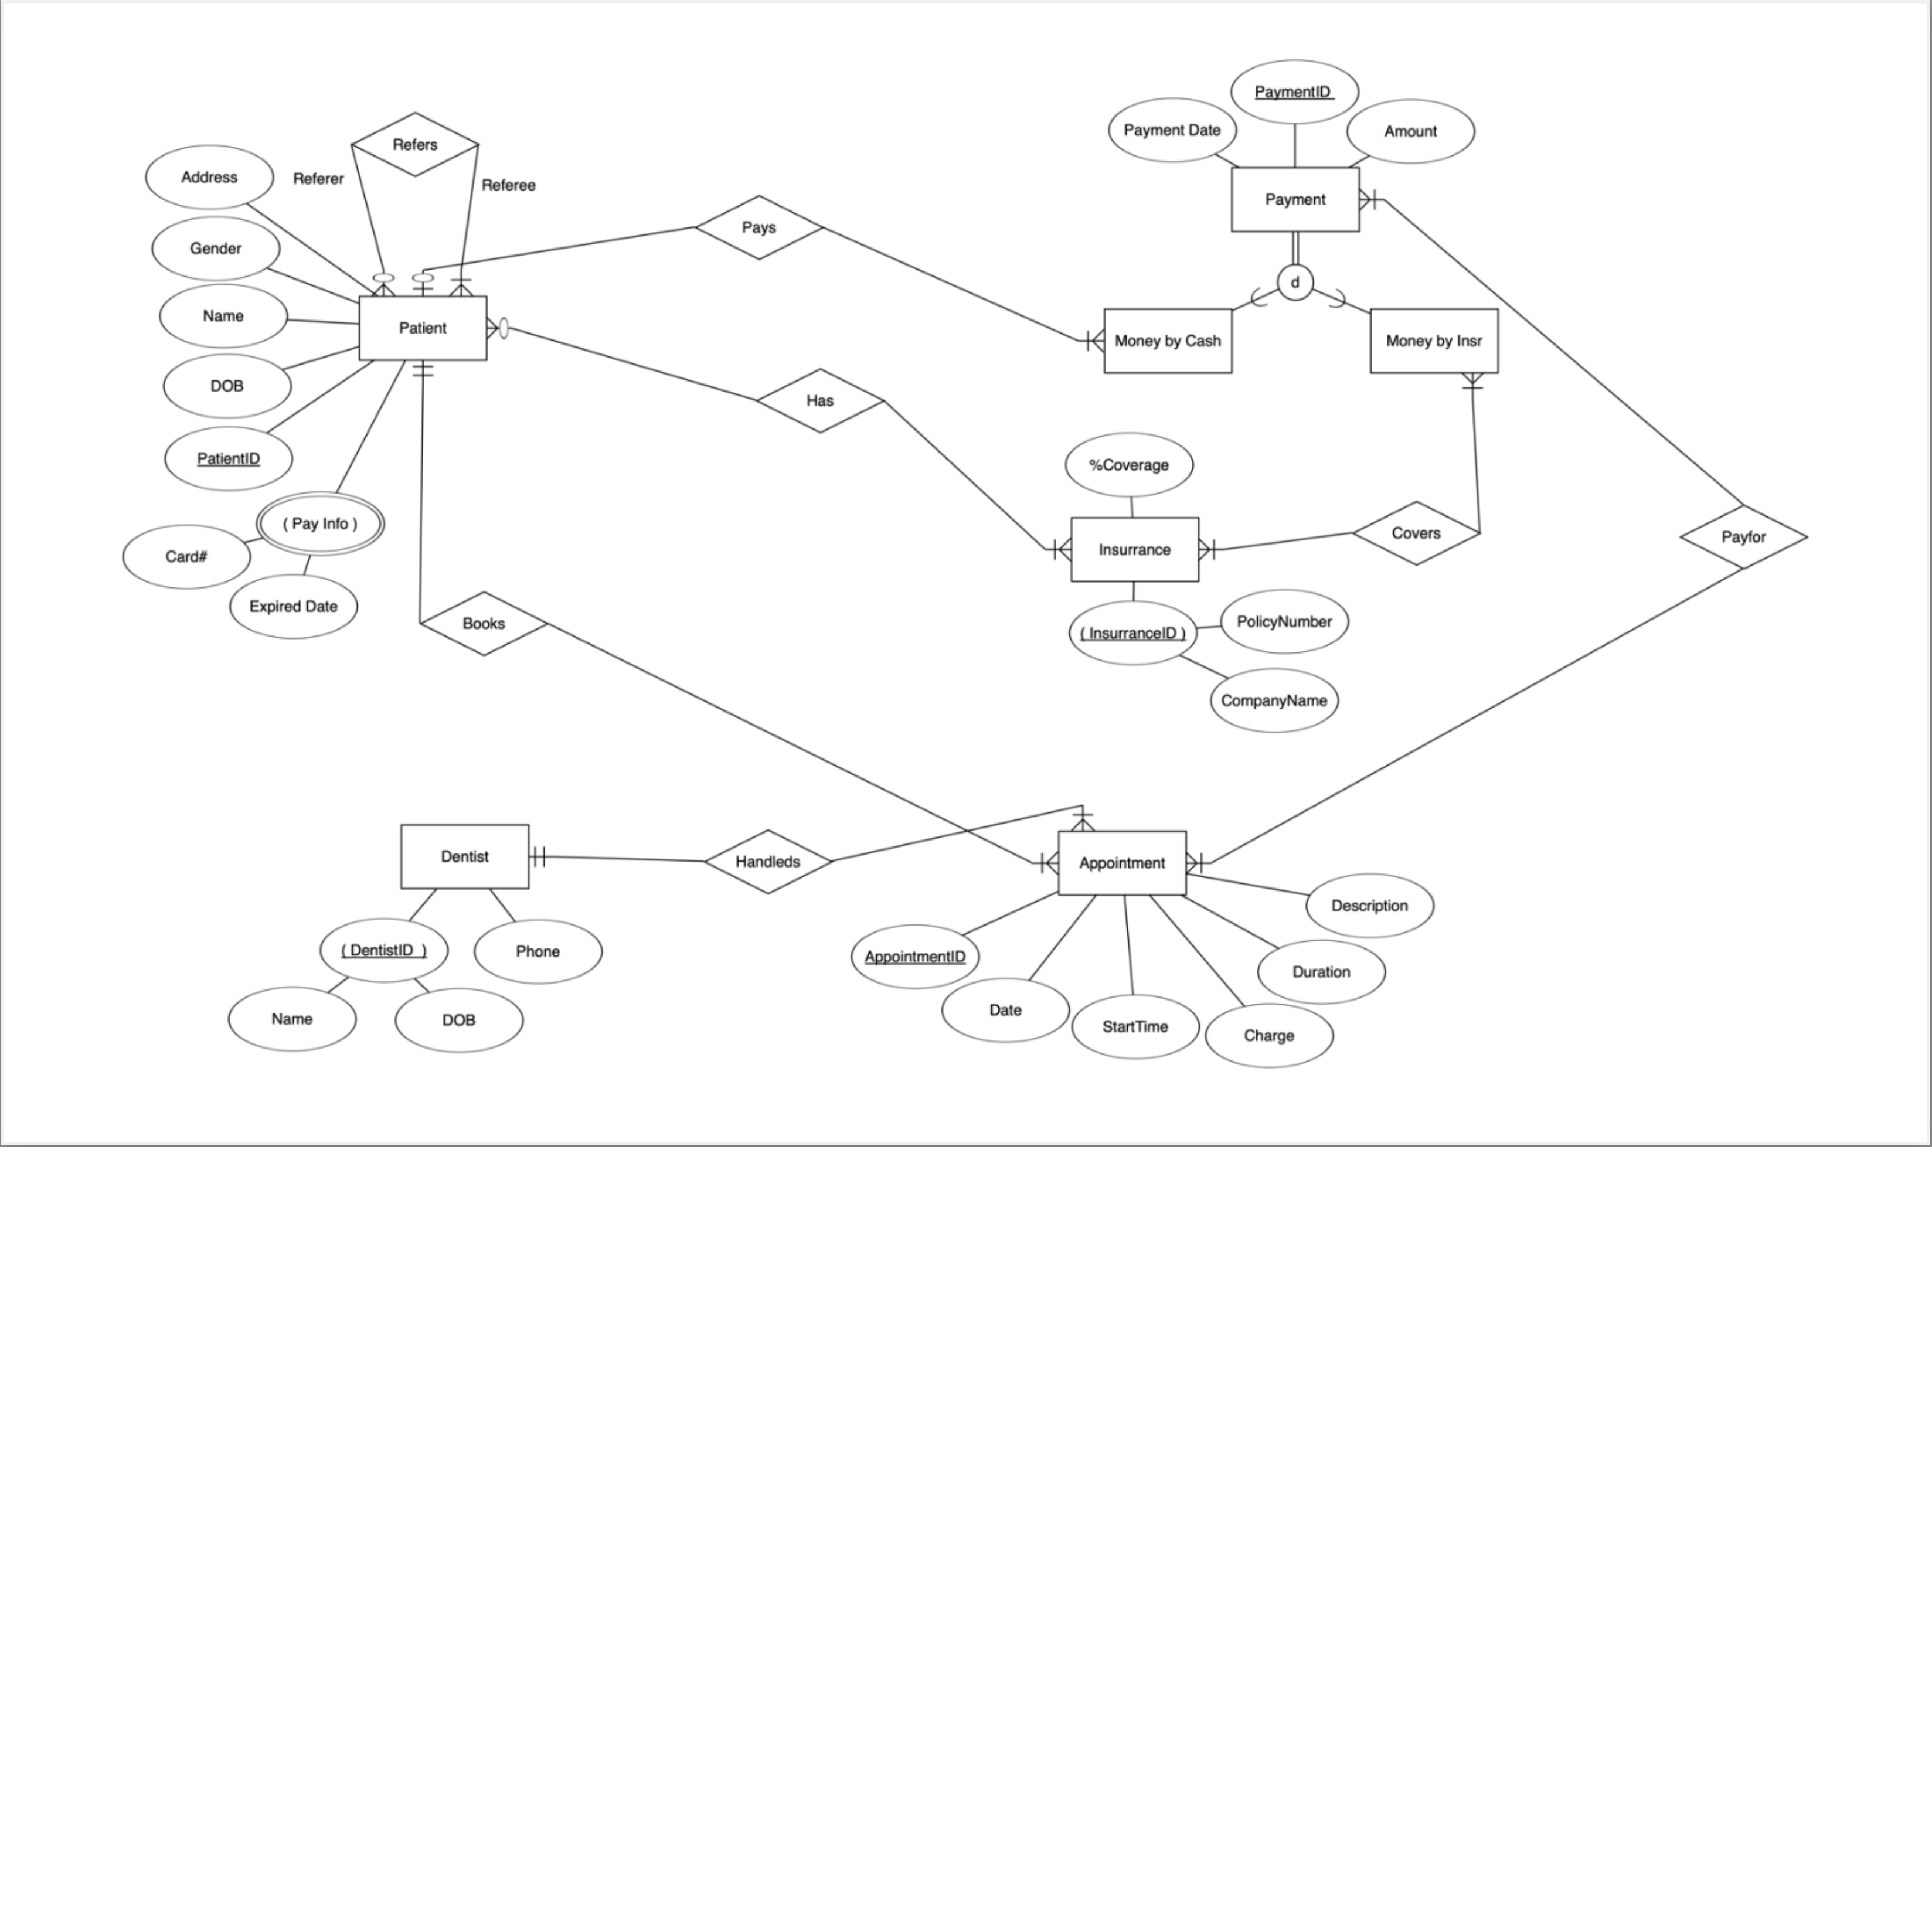 PaymentID
Payment Date
Amount
Refers
Address
Referer
Referee
Payment
Pays
Gender
d
Name
Patient
Money by Cash
Money by Insr
DOB
Has
PatientID
%Coverage
( Pay Info )
Card#
Insurrance
Covers
Payfor
Expired Date
Books
( InsurranceID )
PolicyNumber
CompanyName
Dentist
Handleds
Appointment
Description
( DentistID )
Phone
AppointmentID
Duration
Name
DOB
Date
StartTime
Charge